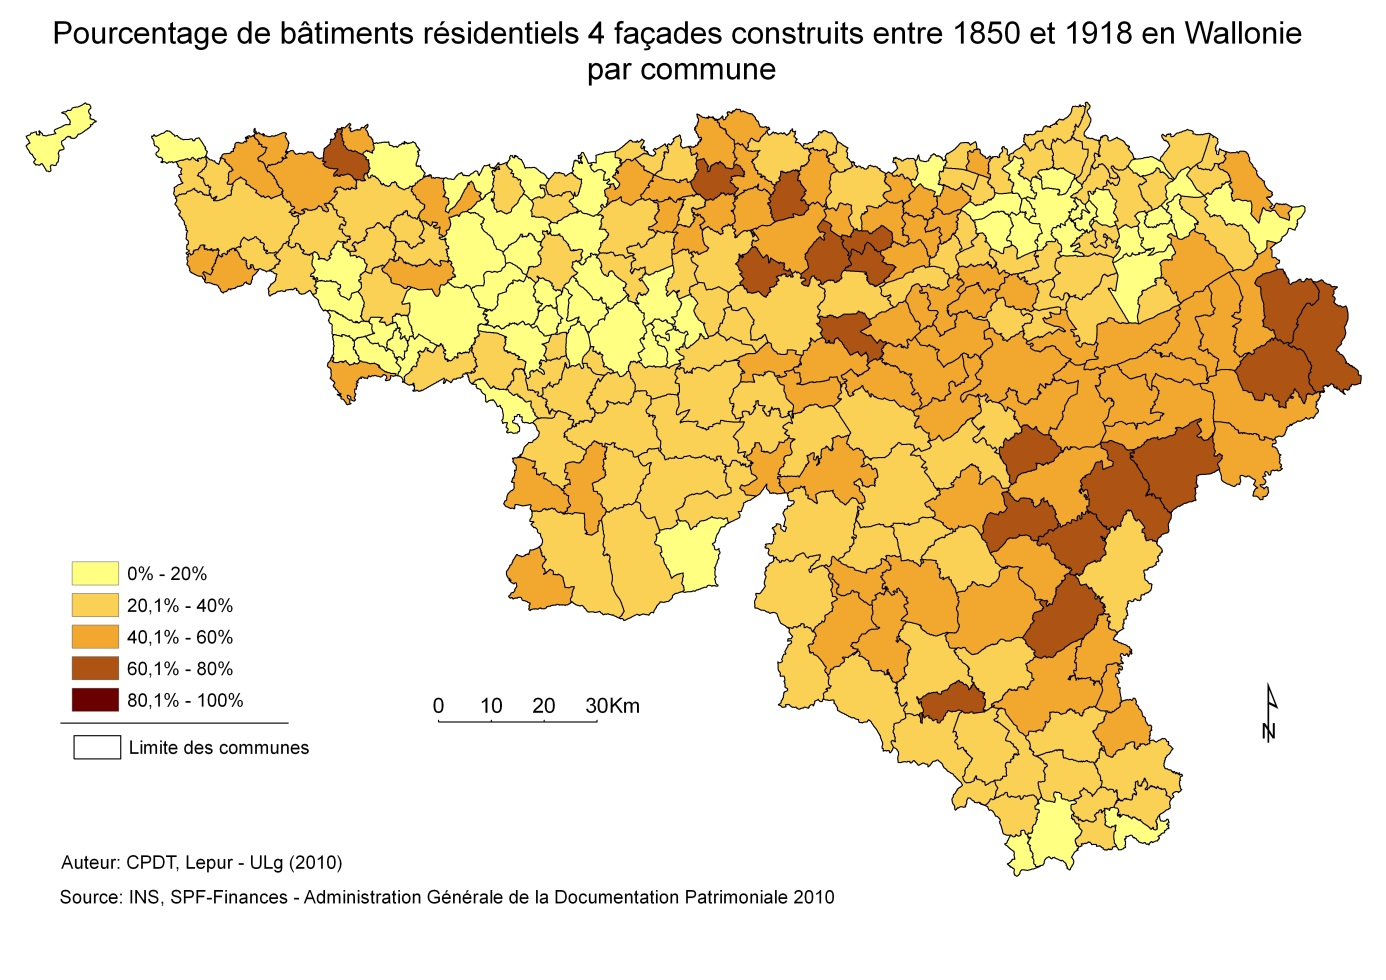 Pourcentage de bâtiments résidentiels 4 façades construits entre 1850 et 1918 en Wallonie
par commune
0% - 20%
20,1% - 40%
40,1% - 60%
60,1% - 80%
80,1% - 100%
Limite des communes
0 10 20 30Km
N
Auteur: CPDT, Lepur - ULg (2010)
Source: INS, SPF-Finances - Administration Générale de la Documentation Patrimoniale 2010